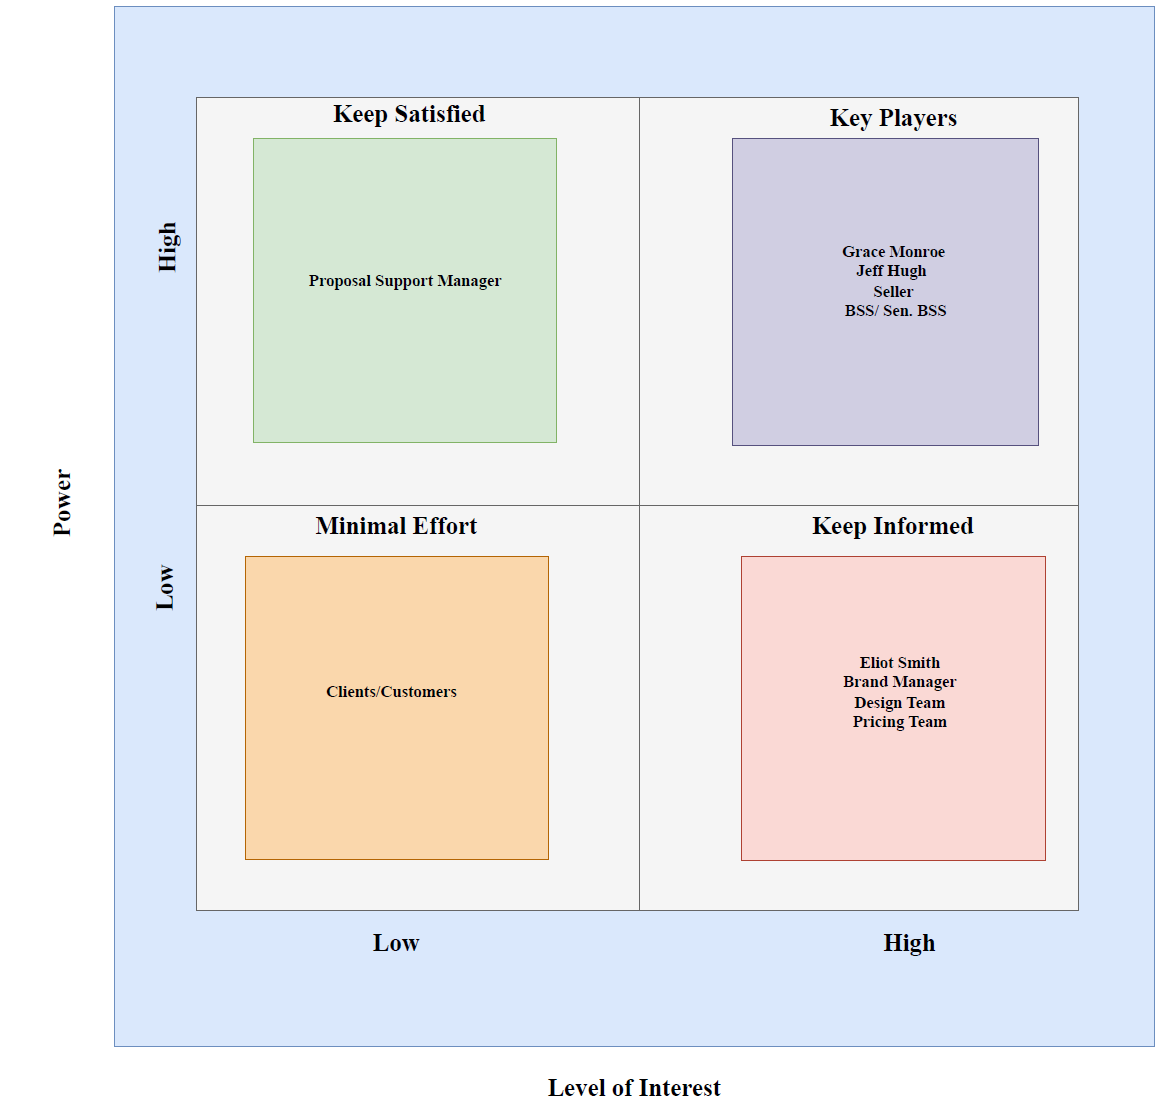 Keep Satisfied
Key Players
High
Proposal Support Manager
Grace Monroe
Jeff Hugh
Seller
BSS/ Sen. BSS
Power
Minimal Effort
Keep Informed
Low
Clients/Customers
Eliot Smith
Brand Manager
Design Team
Pricing Team
Low
High
Level of Interest